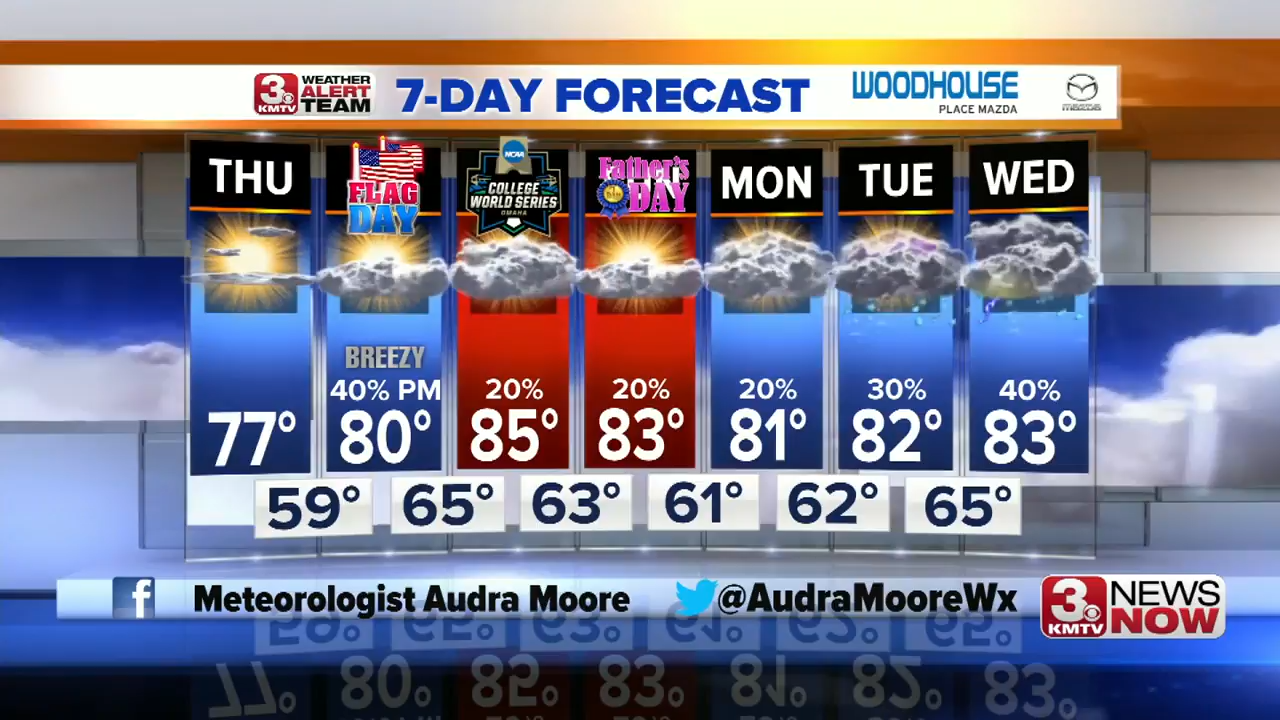 3 KMTV WEATHER ALERT TEAM 7-DAY FORECAST WOODHOUSE PLACE MAZDA mazda
THU FLAG DAY NCAA COLLEGE WORLD SERIES OMAHA Father's DAY MON TUE WED
BREEZY
40% PM 20% 20% 20% 30% 40%
77° 80° 85° 83° 81° 82° 83°
59° 65° 63° 61° 62° 65°
f Meteorologist Audra Moore @AudraMooreWx 3 KMTV NEWS NOW